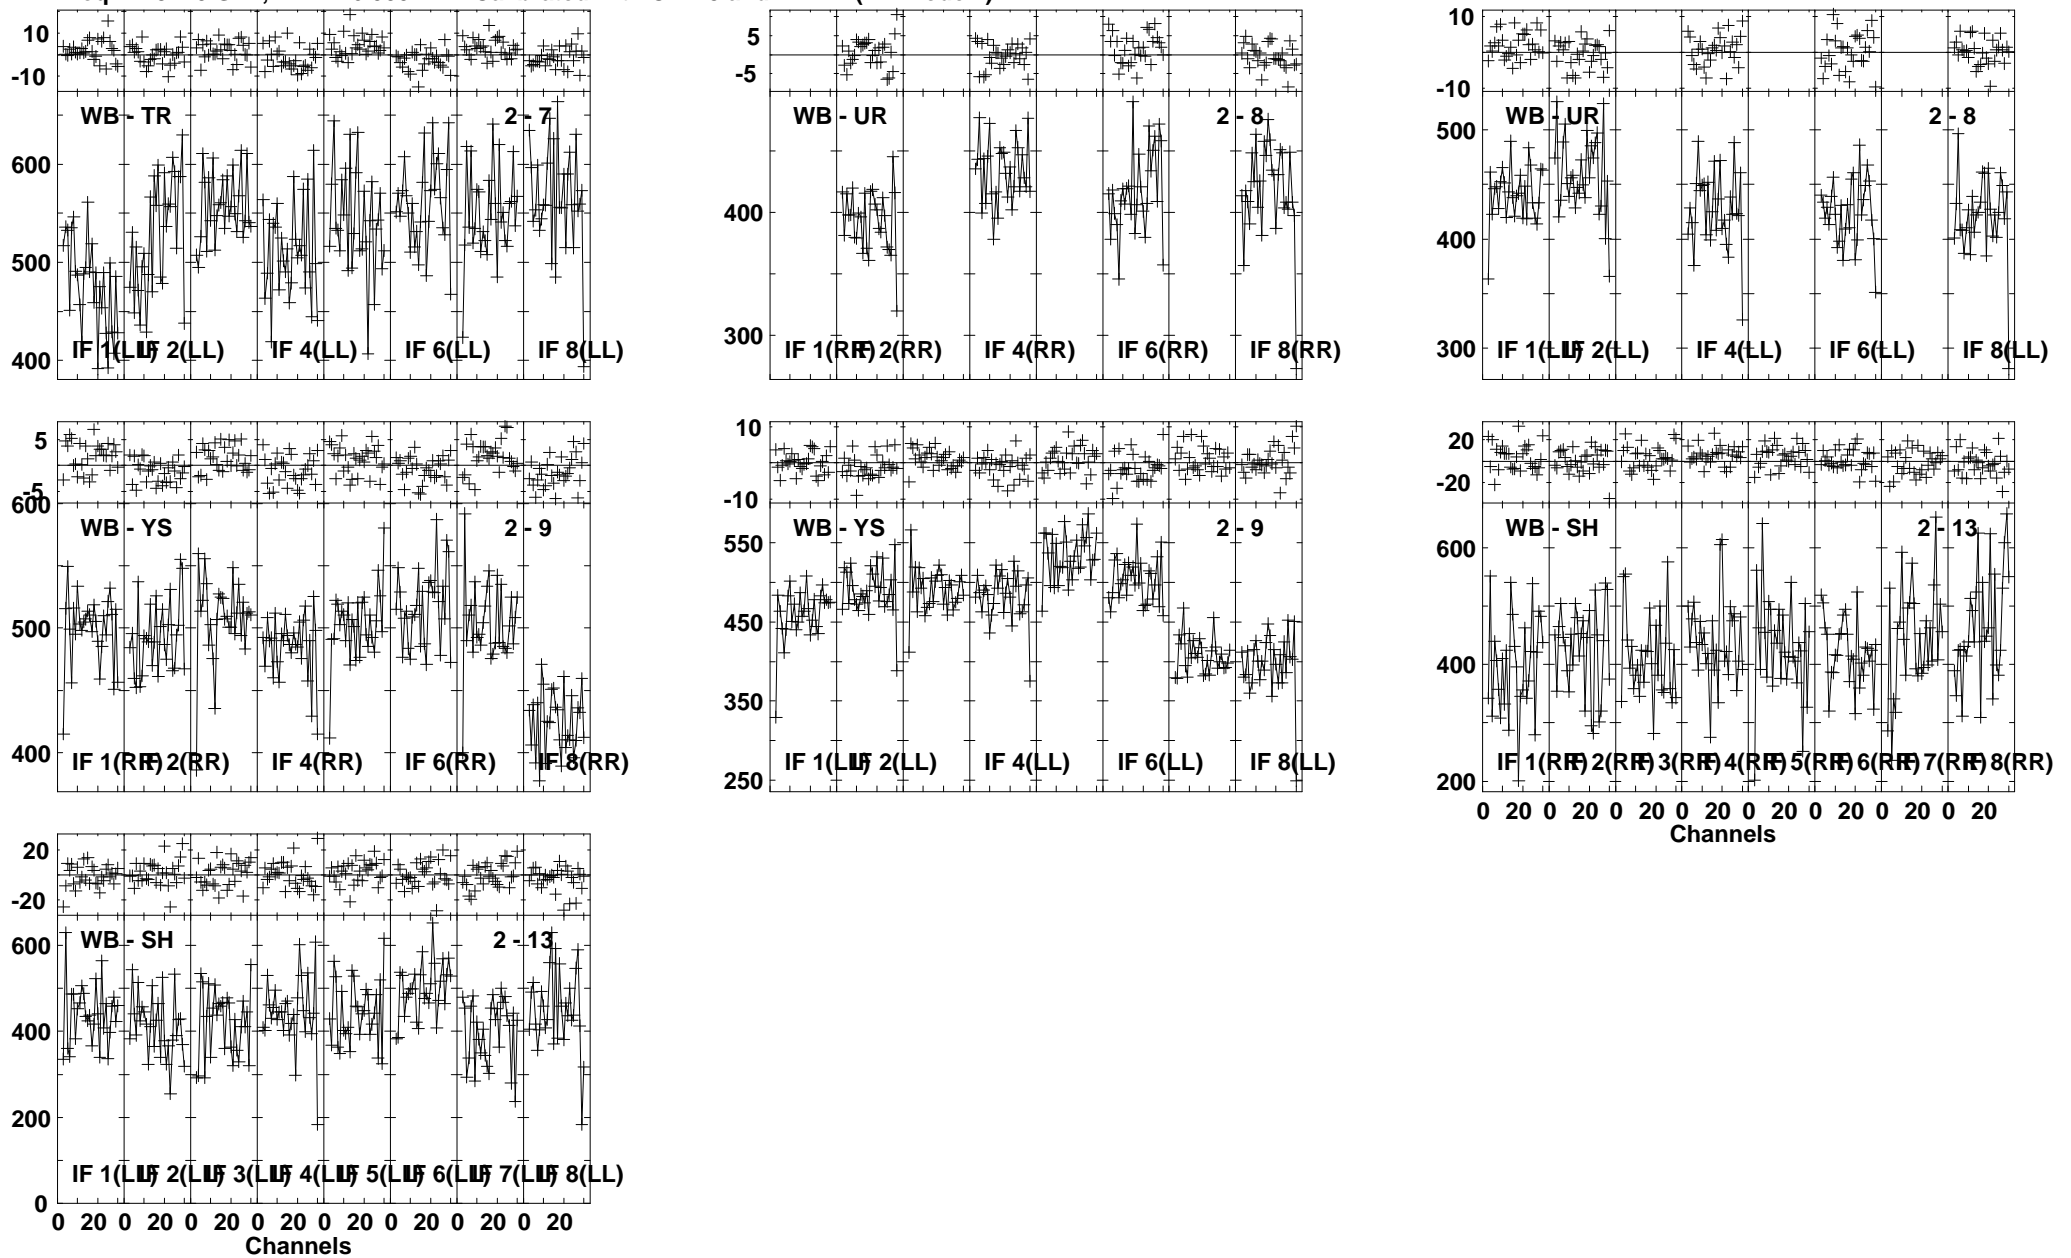 10
-10
WB - TR
2 - 7
600
500
400
IF 1(LL)
IF 2(LL)
IF 4(LL)
IF 6(LL)
IF 8(LL)
5
-5
WB - UR
2 - 8
400
300
IF 1(RR)
IF 2(RR)
IF 4(RR)
IF 6(RR)
IF 8(RR)
10
-10
WB - UR
2 - 8
500
400
300
IF 1(LL)
IF 2(LL)
IF 4(LL)
IF 6(LL)
IF 8(LL)
5
-5
600
WB - YS
2 - 9
500
400
IF 1(RR)
IF 2(RR)
IF 4(RR)
IF 6(RR)
IF 8(RR)
10
-10
WB - YS
2 - 9
550
450
350
250
IF 1(LL)
IF 2(LL)
IF 4(LL)
IF 6(LL)
IF 8(LL)
20
-20
WB - SH
2 - 13
600
400
200
IF 1(RR)
IF 2(RR)
IF 3(RR)
IF 4(RR)
IF 5(RR)
IF 6(RR)
IF 7(RR)
IF 8(RR)
0 20 0 20 0 20 0 20 0 20 0 20 0 20 0 20
Channels
20
-20
WB - SH
2 - 13
600
400
200
0
IF 1(LL)
IF 2(LL)
IF 3(LL)
IF 4(LL)
IF 5(LL)
IF 6(LL)
IF 7(LL)
IF 8(LL)
0 20 0 20 0 20 0 20 0 20 0 20 0 20 0 20
Channels